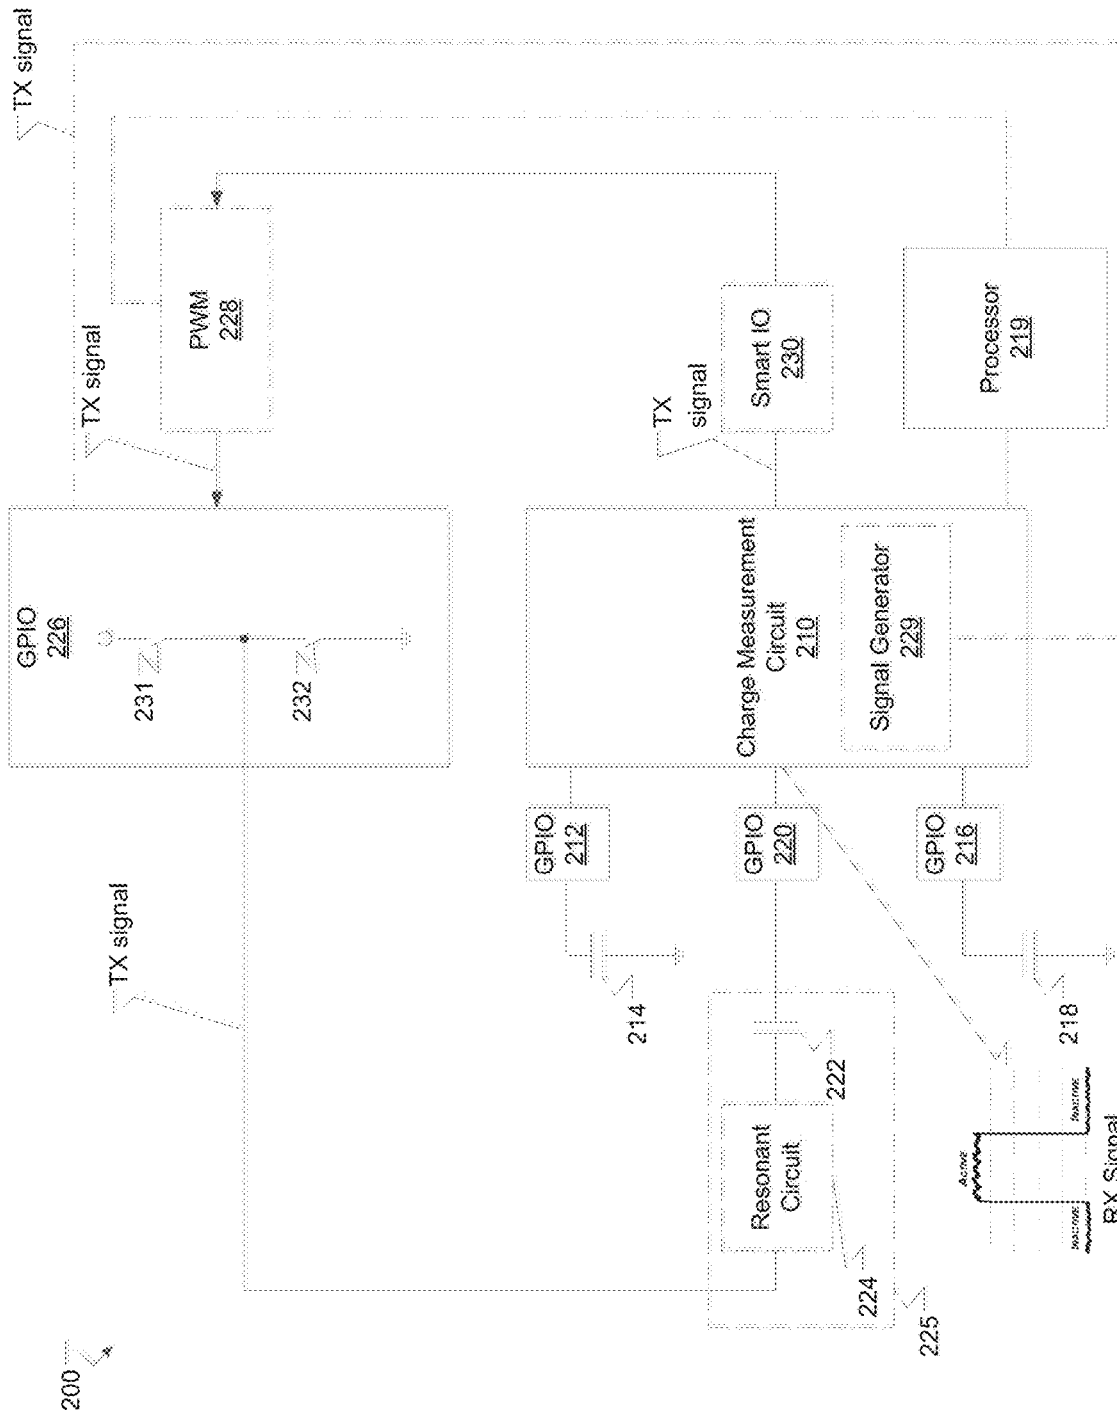 200
TX signal
TX signal
TX signal
GPIO
226
231
232
PWM
228
TX
signal
Smart IO
230
Processor
219
Charge Measurement
Circuit
210
Signal Generator
229
GPIO
212
GPIO
220
GPIO
216
214
218
222
Resonant
Circuit
224
225
Inactive
Active
Inactive
RX Signal